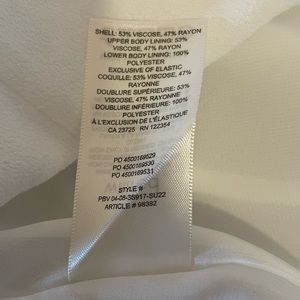 SHELL: 53% VISCOSE, 47% RAYON
UPPER BODY LINING: 53%
VISCOSE, 47% RAYON
LOWER BODY LINING: 100%
POLYESTER
EXCLUSIVE OF ELASTIC
COQUILLE: 53% VISCOSE, 47%
RAYONNE
DOUBLURE SUPÉRIEURE: 53%
VISCOSE, 47% RAYONNE
DOUBLURE INFÉRIEURE: 100%
POLYESTER
À L'EXCLUSION DE L'ÉLASTIQUE
CA 23725 RN 122354
PO 4500169529
PO 4500169530
PO 4500169531
STYLE #
PBV 04-05-38917-SU22
ARTICLE # 98382